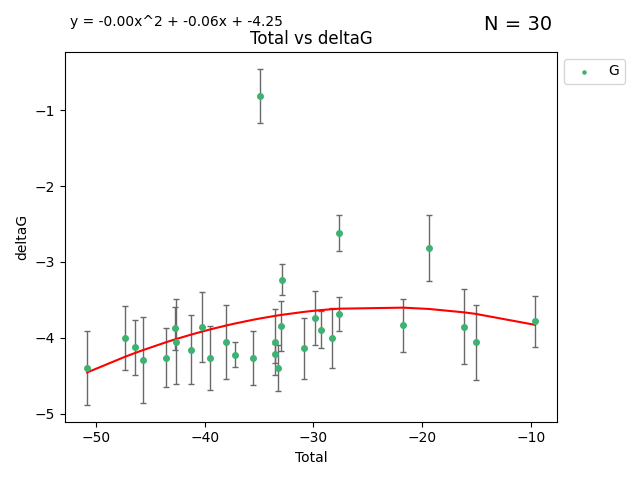 y = -0.00x^2 + -0.06x + -4.25
N = 30
Total vs deltaG
G
−1
−2
−3
−4
−5
deltaG
−50 −40 −30 −20 −10
Total